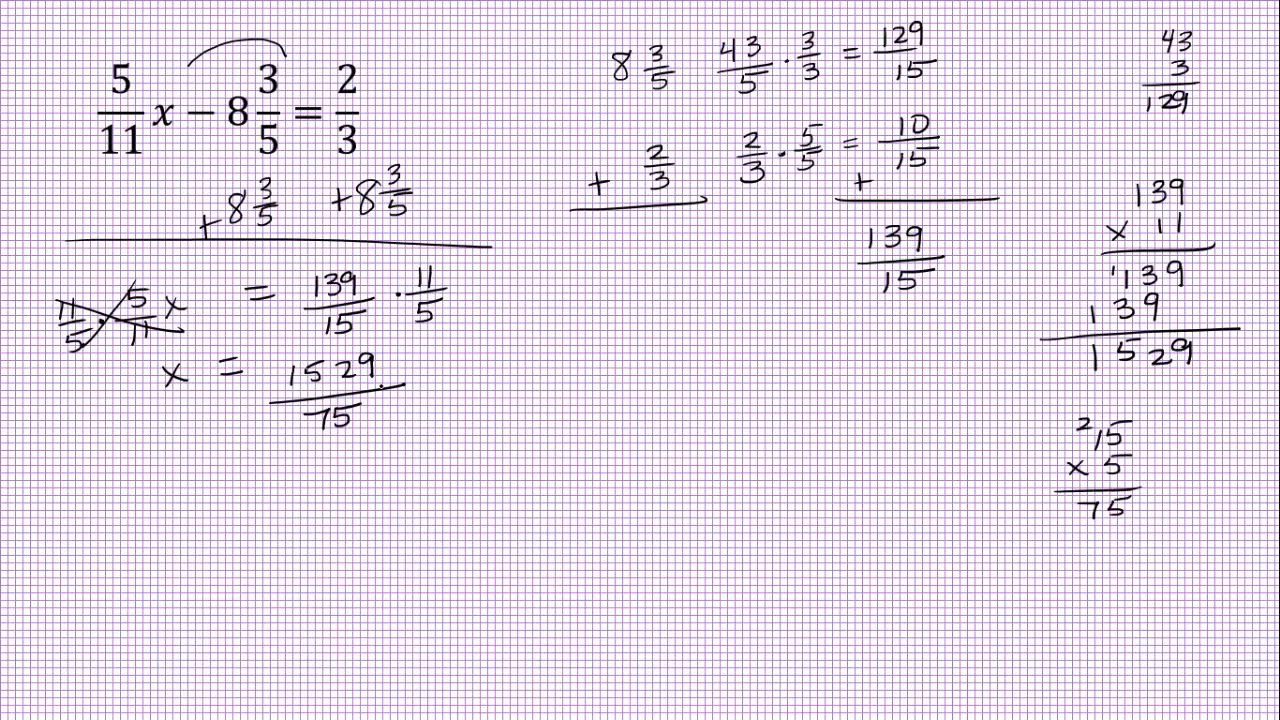 5/11 x − 8 3/5 = 2/3
+8 3/5 +8 3/5
11/5 · 5/11 x = 139/15 · 11/5
x = 1529/75
8 3/5 43/5 · 3/3 = 129/15
+ 2/3 2/3 · 5/5 = + 10/15
139/15
43
3
129
139
x 11
1139
139
1529
2 15
x 5
75